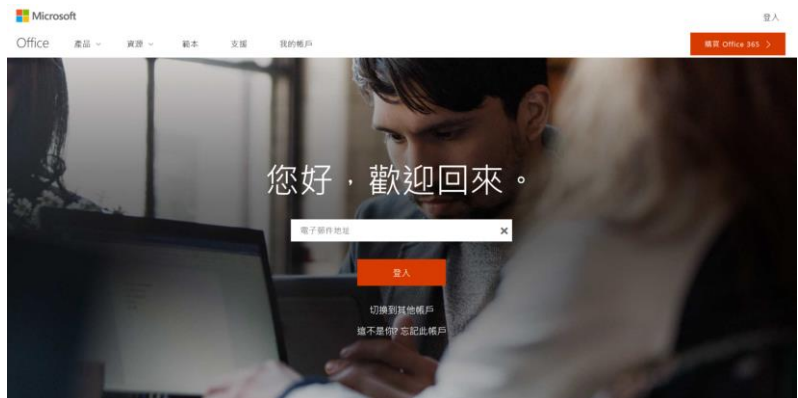 Microsoft
登入
Office 產品 資源 範本 支援 我的帳戶
購買 Office 365
您好，歡迎回來。
電子郵件地址
登入
切換到其他帳戶
這不是你? 忘記此帳戶